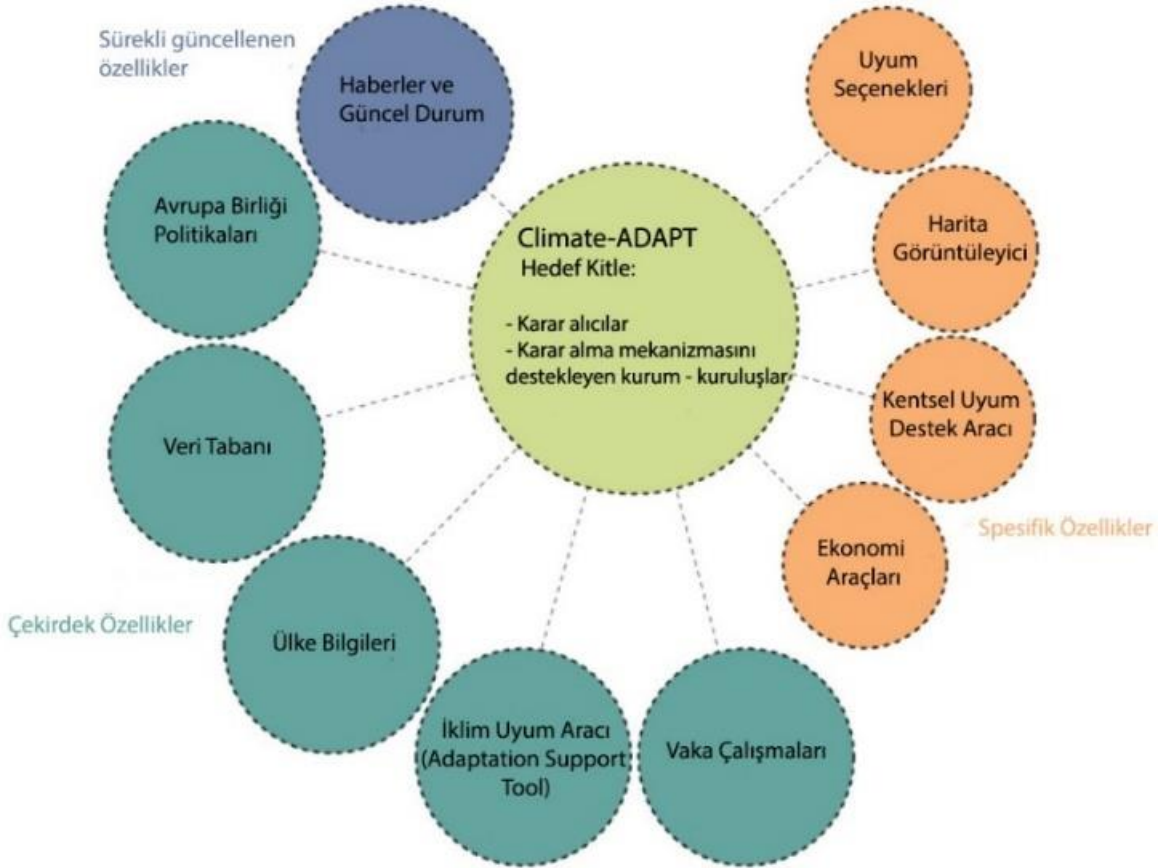 Sürekli güncellenen
özellikler
Haberler ve
Güncel Durum
Uyum
Seçenekleri
Avrupa Birliği
Politikaları
Harita
Görüntüleyici
Climate-ADAPT
Hedef Kitle:
- Karar alıcılar
- Karar alma mekanizmasını
destekleyen kurum - kuruluşlar
Kentsel Uyum
Destek Aracı
Veri Tabanı
Spesifik Özellikler
Ekonomi
Araçları
Çekirdek Özellikler
Ülke Bilgileri
İklim Uyum Aracı
(Adaptation Support
Tool)
Vaka Çalışmaları